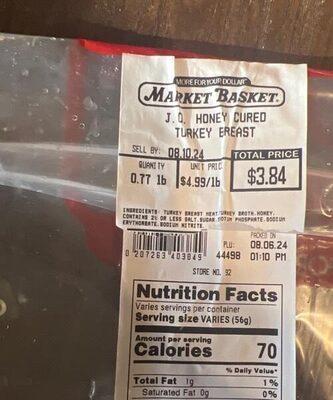 MORE FOR YOUR DOLLAR
MARKET BASKET.
J.O. HONEY CURED
TURKEY BREAST
SELL BY: 08.10.24
QUANTITY UNIT PRICE TOTAL PRICE
0.77 lb $4.99/lb $3.84
INGREDIENTS: TURKEY BREAST MEAT, TURKEY BROTH, HONEY,
CONTAINS 2% OR LESS SALT, SUGAR, SODIUM PHOSPHATE, SODIUM
ERYTHORBATE, SODIUM NITRITE.
PACKED ON
PLU: 08.06.24
44498 01:10 PM
0 207263 403849
STORE NO. 92
Nutrition Facts
Varies servings per container
Serving size VARIES (56g)
Amount per serving
Calories 70
% Daily Value*
Total Fat 1g 1%
Saturated Fat 0g 0%